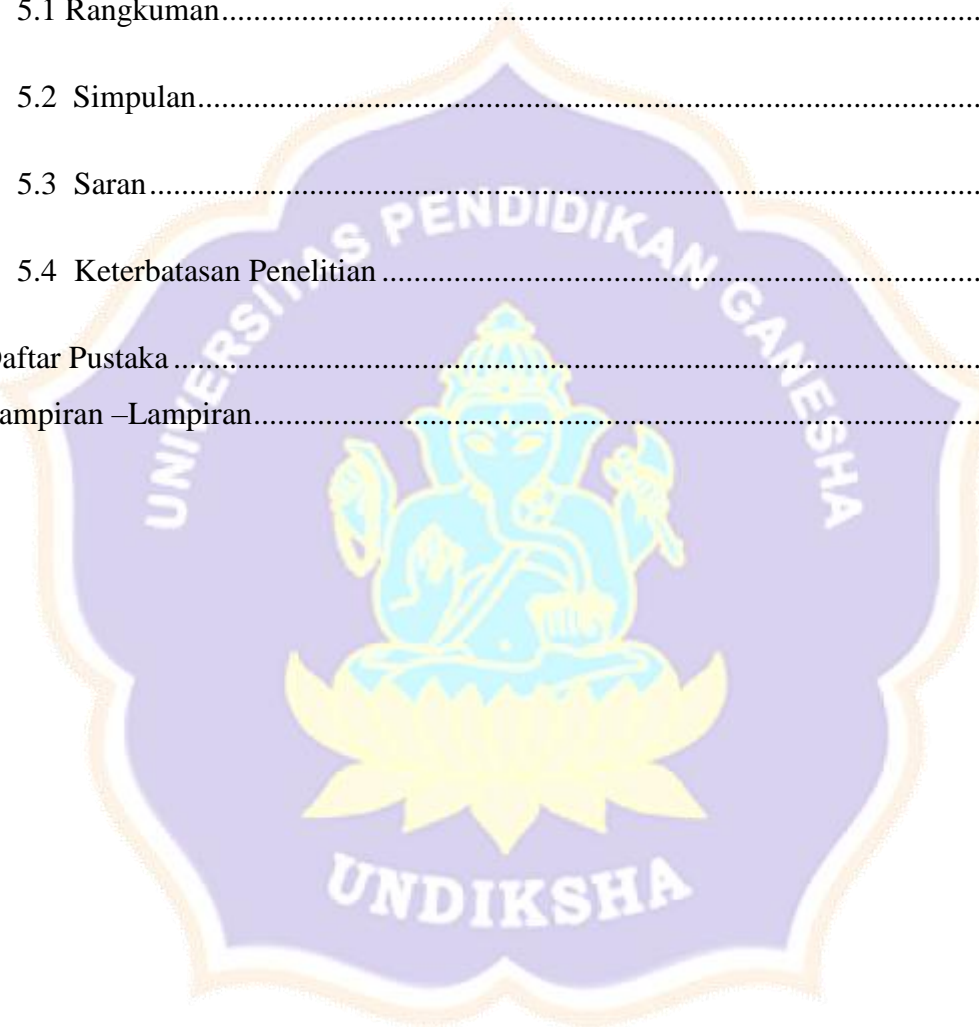 5.1 Rangkuman................................................................................................
5.2 Simpulan....................................................................................................
5.3 Saran..........................................................................................................
5.4 Keterbatasan Penelitian ............................................................................
aftar Pustaka ....................................................................................................
ampiran –Lampiran...........................................................................................
UNIVERSITAS PENDIDIKAN GANESHA
UNDIKSHA